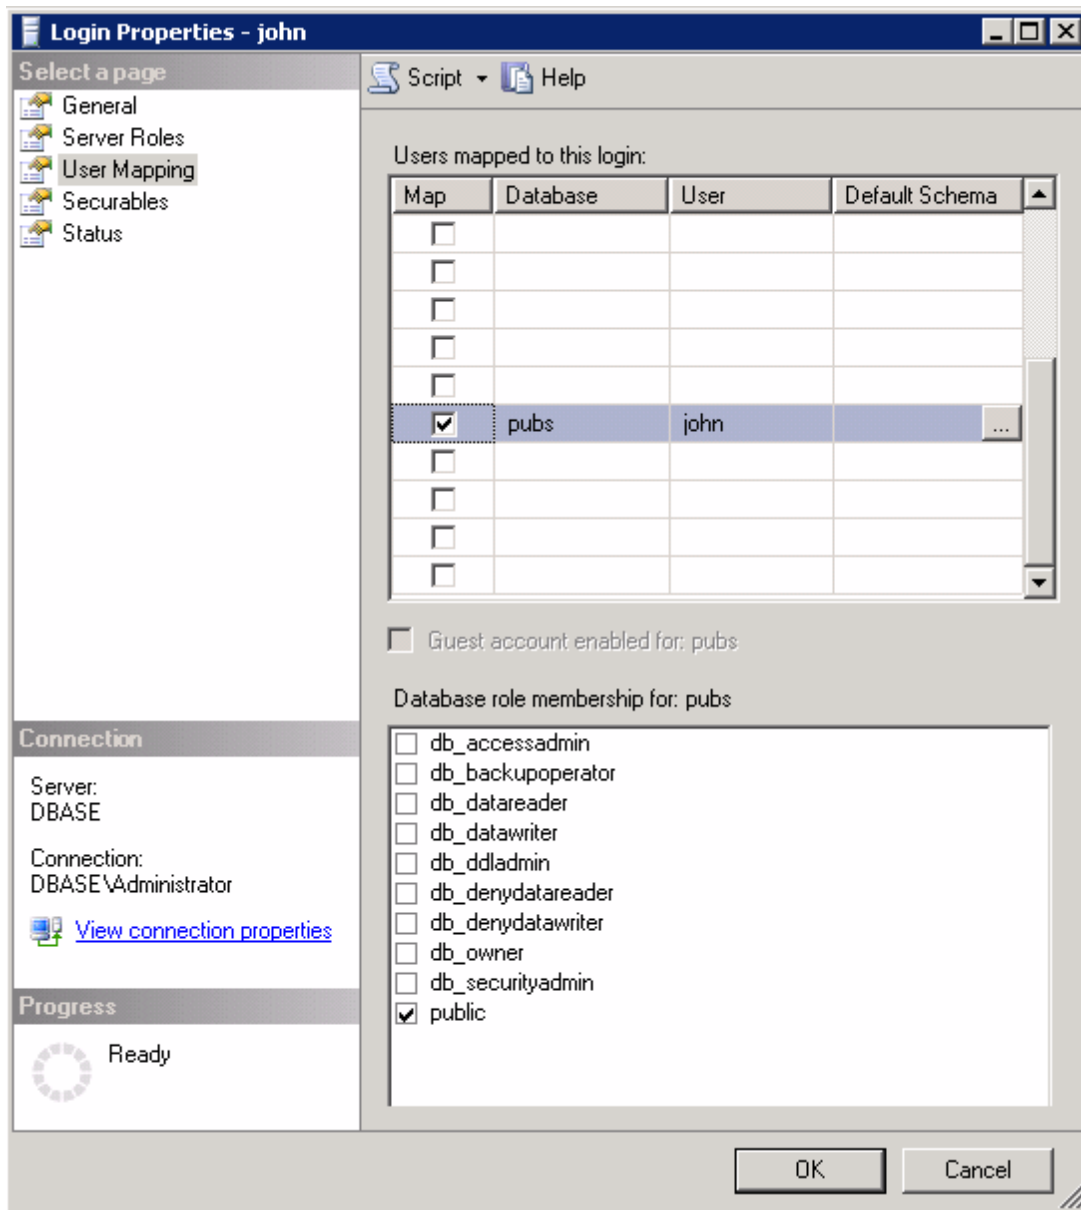 Login Properties - john
Select a page
General
Server Roles
User Mapping
Securables
Status
Script Help
Users mapped to this login:
Map Database User Default Schema
pubs john ...
Guest account enabled for: pubs
Database role membership for: pubs
db_accessadmin
db_backupoperator
db_datareader
db_datawriter
db_ddladmin
db_denydatareader
db_denydatawriter
db_owner
db_securityadmin
public
Connection
Server:
DBASE
Connection:
DBASE\Administrator
View connection properties
Progress
Ready
OK Cancel